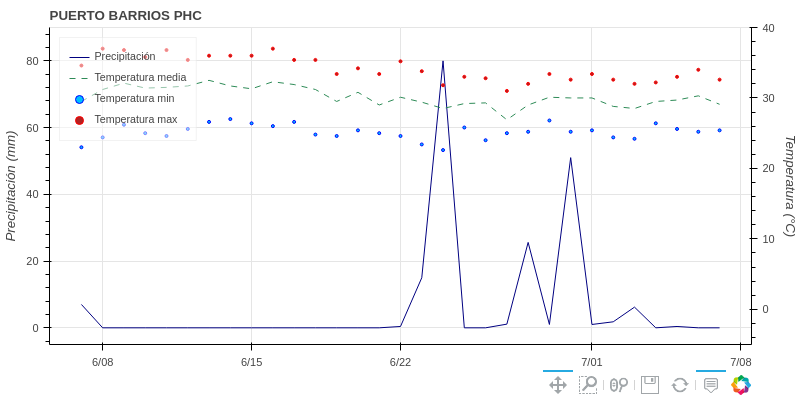 PUERTO BARRIOS PHC
Precipitación
Temperatura media
Temperatura min
Temperatura max
Precipitación (mm)
80
60
40
20
0
Temperatura (°C)
40
30
20
10
0
6/08
6/15
6/22
7/01
7/08